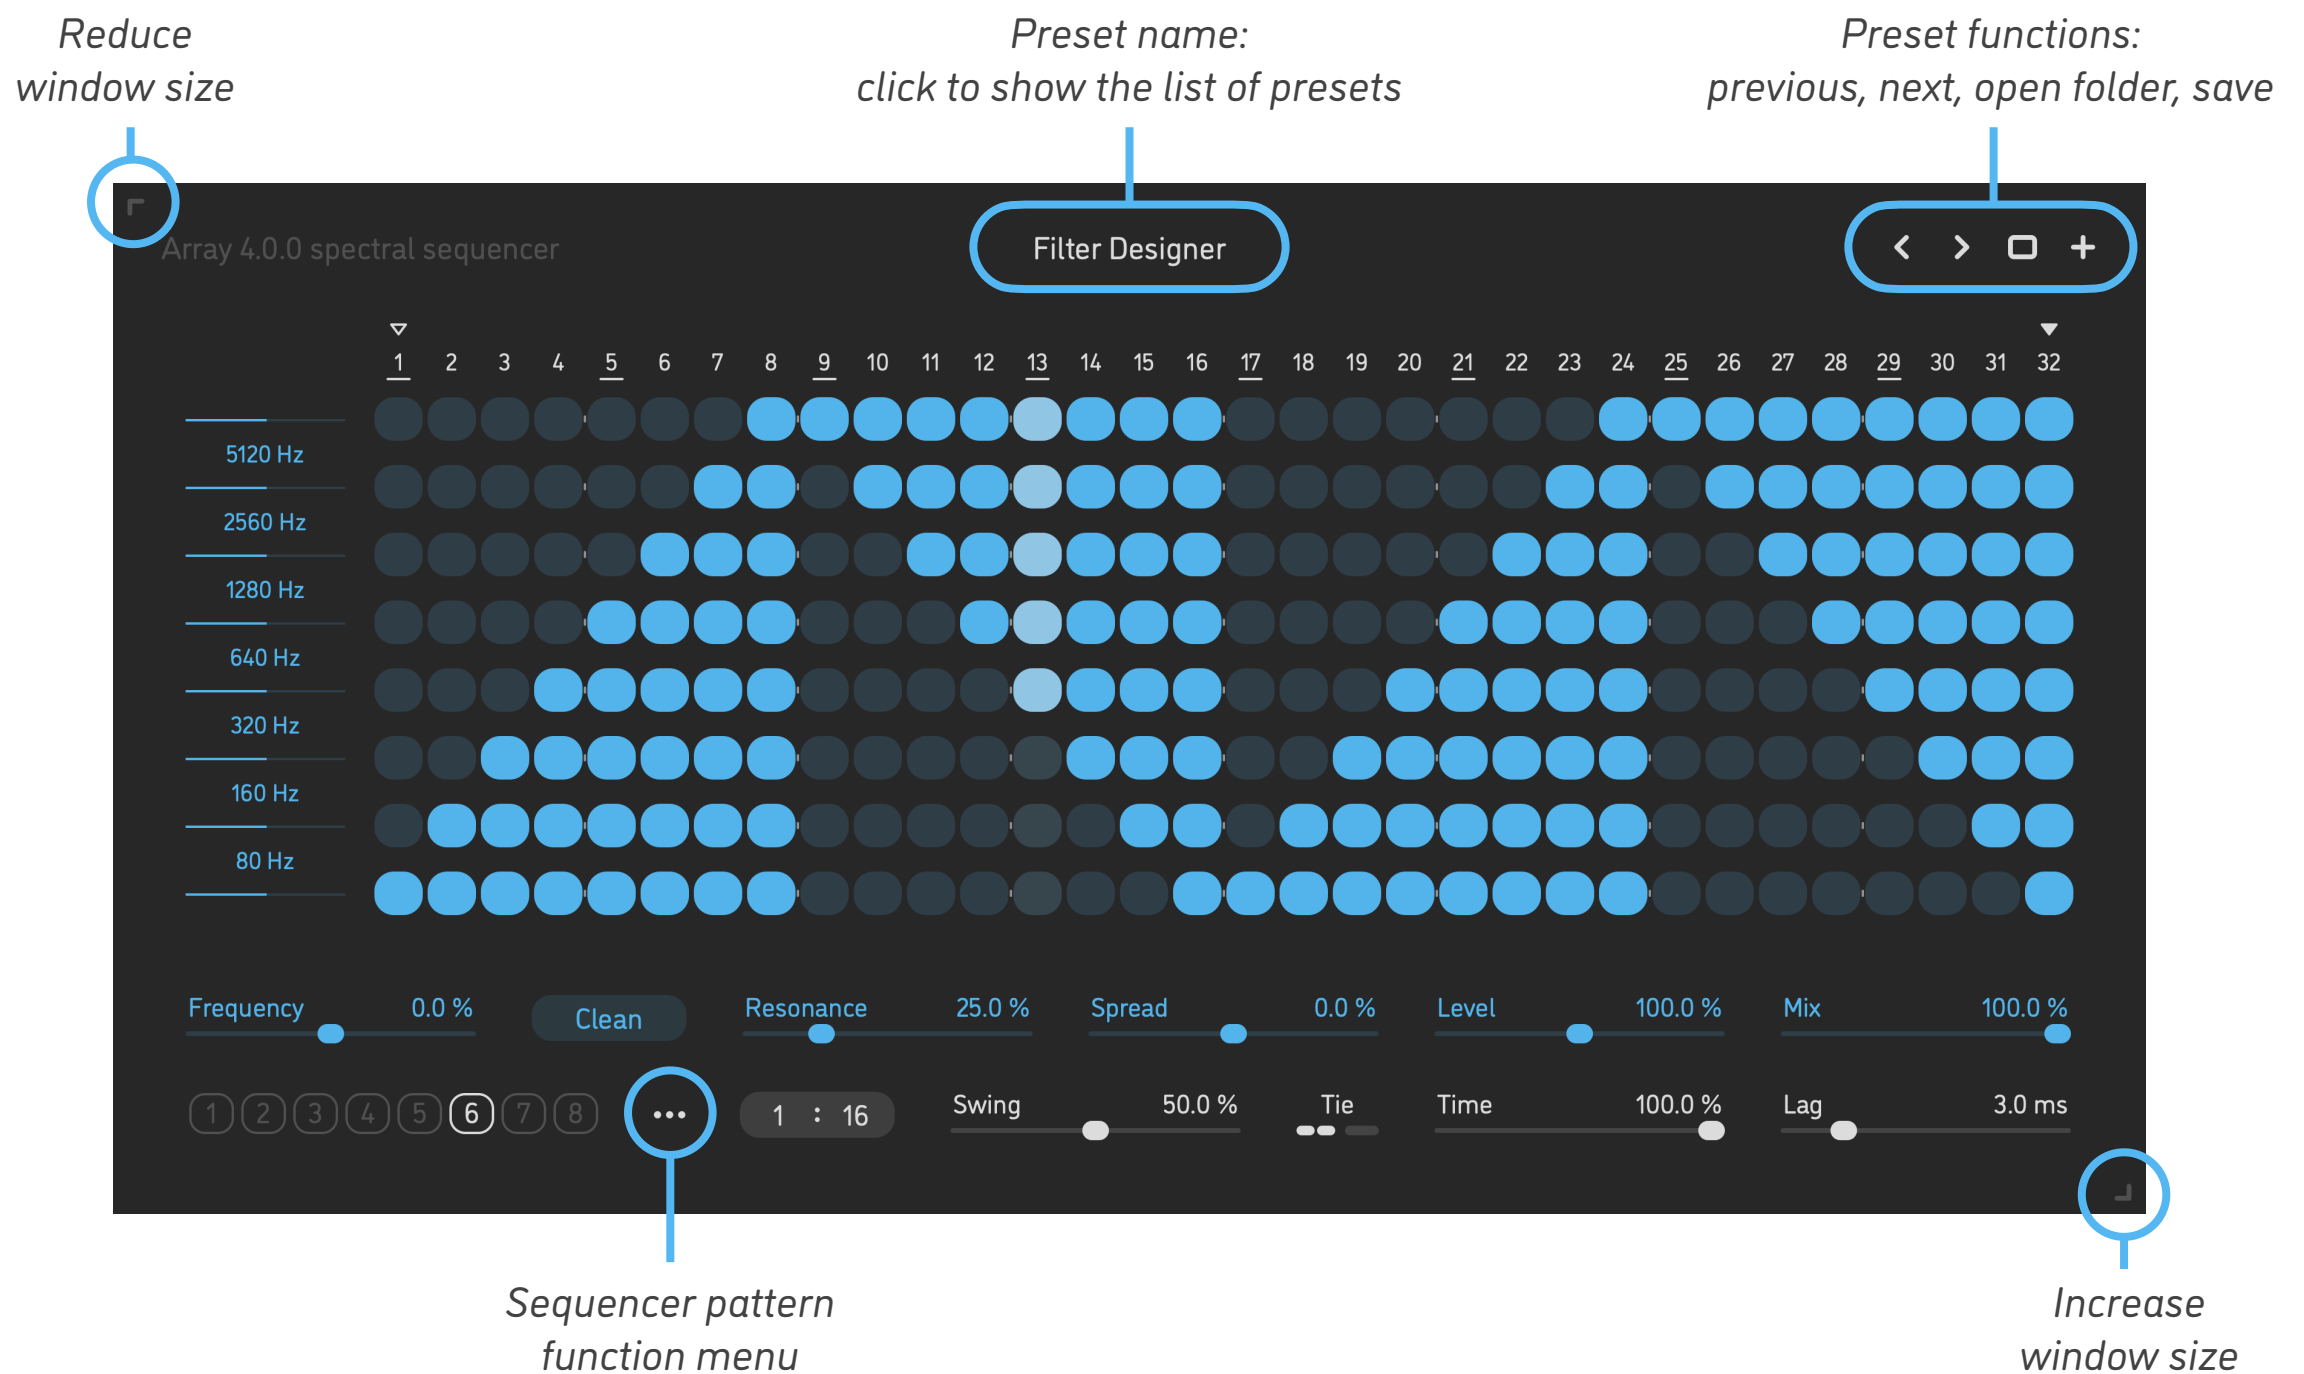 Reduce
window size
Preset name:
click to show the list of presets
Preset functions:
previous, next, open folder, save
Array 4.0.0 spectral sequencer
Filter Designer
1 2 3 4 5 6 7 8 9 10 11 12 13 14 15 16 17 18 19 20 21 22 23 24 25 26 27 28 29 30 31 32
5120 Hz
2560 Hz
1280 Hz
640 Hz
320 Hz
160 Hz
80 Hz
Frequency 0.0 % Clean Resonance 25.0 % Spread 0.0 % Level 100.0 % Mix 100.0 %
1 2 3 4 5 6 7 8 ••• 1 : 16 Swing 50.0 % Tie Time 100.0 % Lag 3.0 ms
Sequencer pattern
function menu
Increase
window size